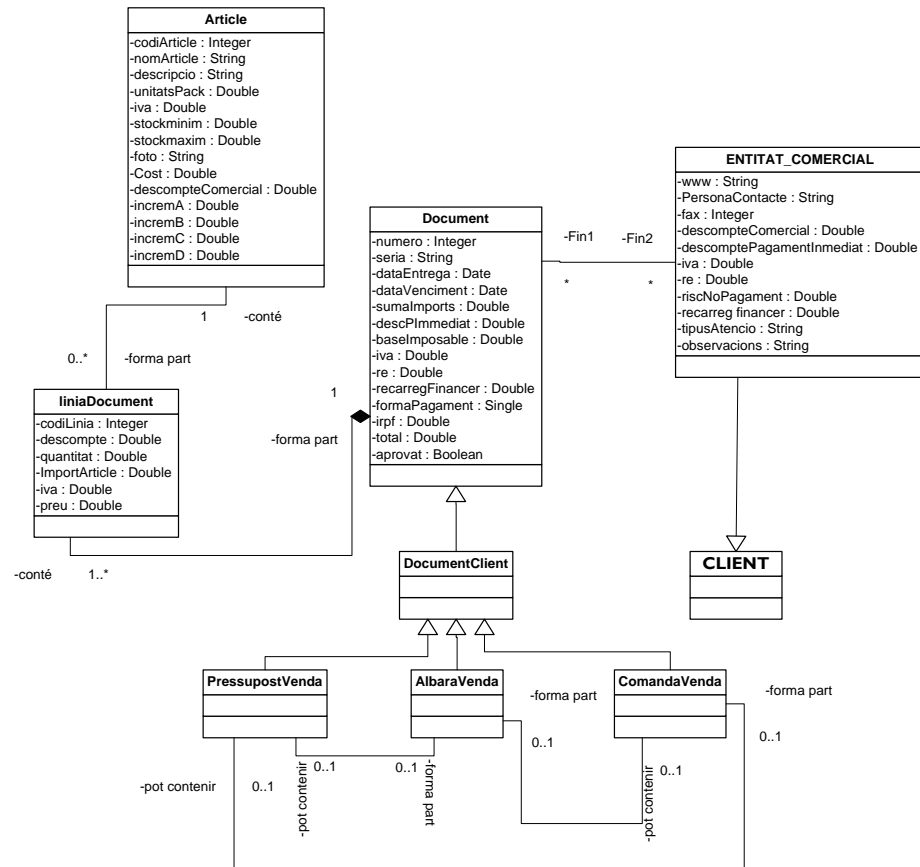 Article
-codiArticle : Integer
-nomArticle : String
-descripcio : String
-unitatsPack : Double
-iva : Double
-stockminim : Double
-stockmaxim : Double
-foto : String
-Cost : Double
-descompteComercial : Double
-incremA : Double
-incremB : Double
-incremC : Double
-incremD : Double
1
-conté
0..*
-forma part
liniaDocument
-codiLinia : Integer
-descompte : Double
-quantitat : Double
-ImportArticle : Double
-iva : Double
-preu : Double
-conté
1..*
Document
-numero : Integer
-seria : String
-dataEntrega : Date
-dataVenciment : Date
-sumaImports : Double
-descPImmediat : Double
-baseImposable : Double
-iva : Double
-re : Double
-recarregFinancer : Double
-formaPagament : Single
-irpf : Double
-total : Double
-aprovat : Boolean
1
-forma part
-Fin1
-Fin2
*
*
ENTITAT_COMERCIAL
-www : String
-PersonaContacte : String
-fax : Integer
-descompteComercial : Double
-descomptePagamentInmediat : Double
-iva : Double
-re : Double
-riscNoPagament : Double
-recarreg financer : Double
-tipusAtencio : String
-observacions : String
DocumentClient
CLIENT
PressupostVenda
AlbaraVenda
ComandaVenda
-forma part
0..1
-forma part
0..1
-pot contenir
0..1
-pot contenir
0..1
0..1
-forma part
-pot contenir
0..1